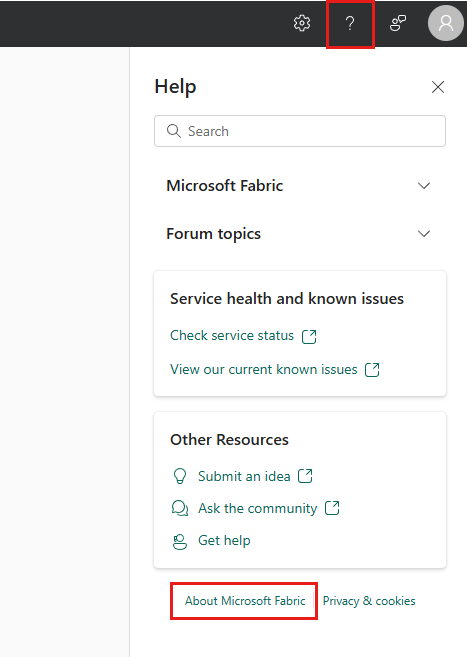 ?
Help
Search
Microsoft Fabric
Forum topics
Service health and known issues
Check service status
View our current known issues
Other Resources
Submit an idea
Ask the community
Get help
About Microsoft Fabric Privacy & cookies